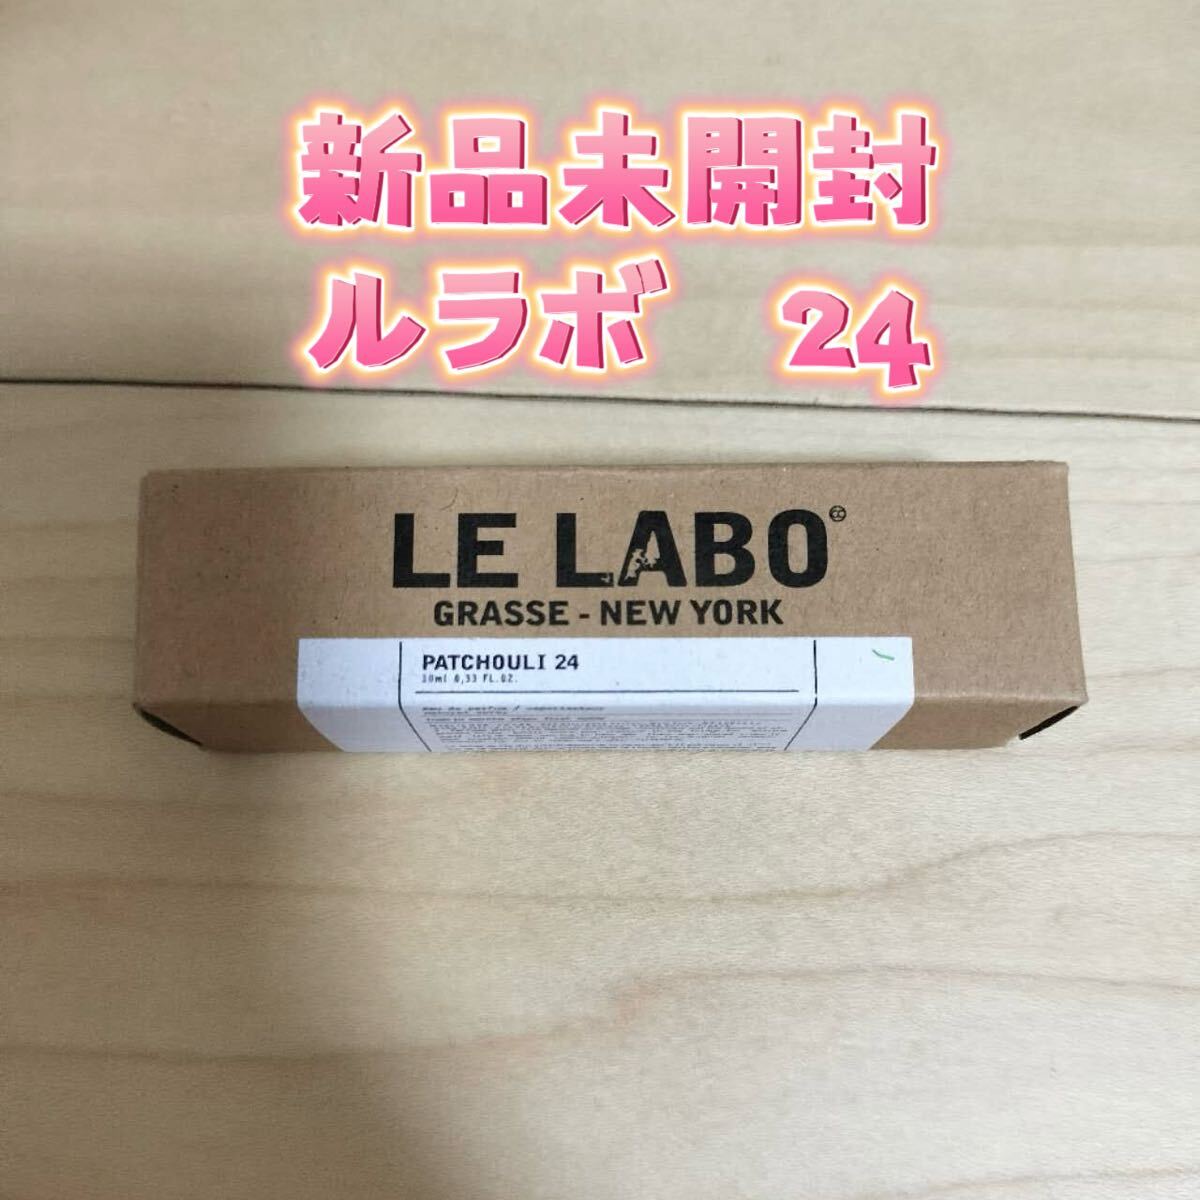 新品未開封
ルラボ 24
LE LABO
GRASSE - NEW YORK
PATCHOULI 24
10ml 0,33 FL.OZ.